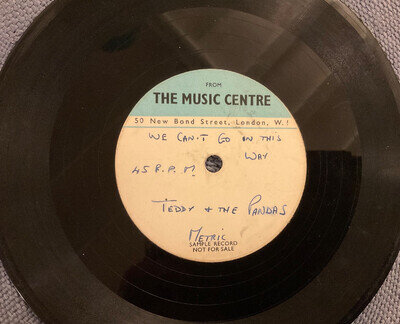 FROM
THE MUSIC CENTRE
50 New Bond Street, London, W.1
WE CAN'T GO ON THIS
WAY
45 R.P.M.
TEDDY + THE PANDAS
METRIC
SAMPLE RECORD
NOT FOR SALE